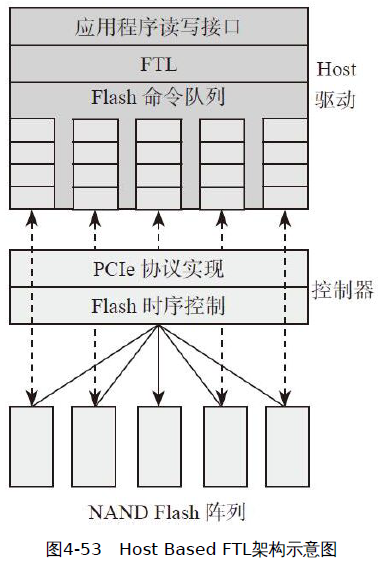 应用程序读写接口
FTL
Flash 命令队列
Host
驱动
PCIe 协议实现
Flash 时序控制
控制器
NAND Flash 阵列
图4-53 Host Based FTL架构示意图